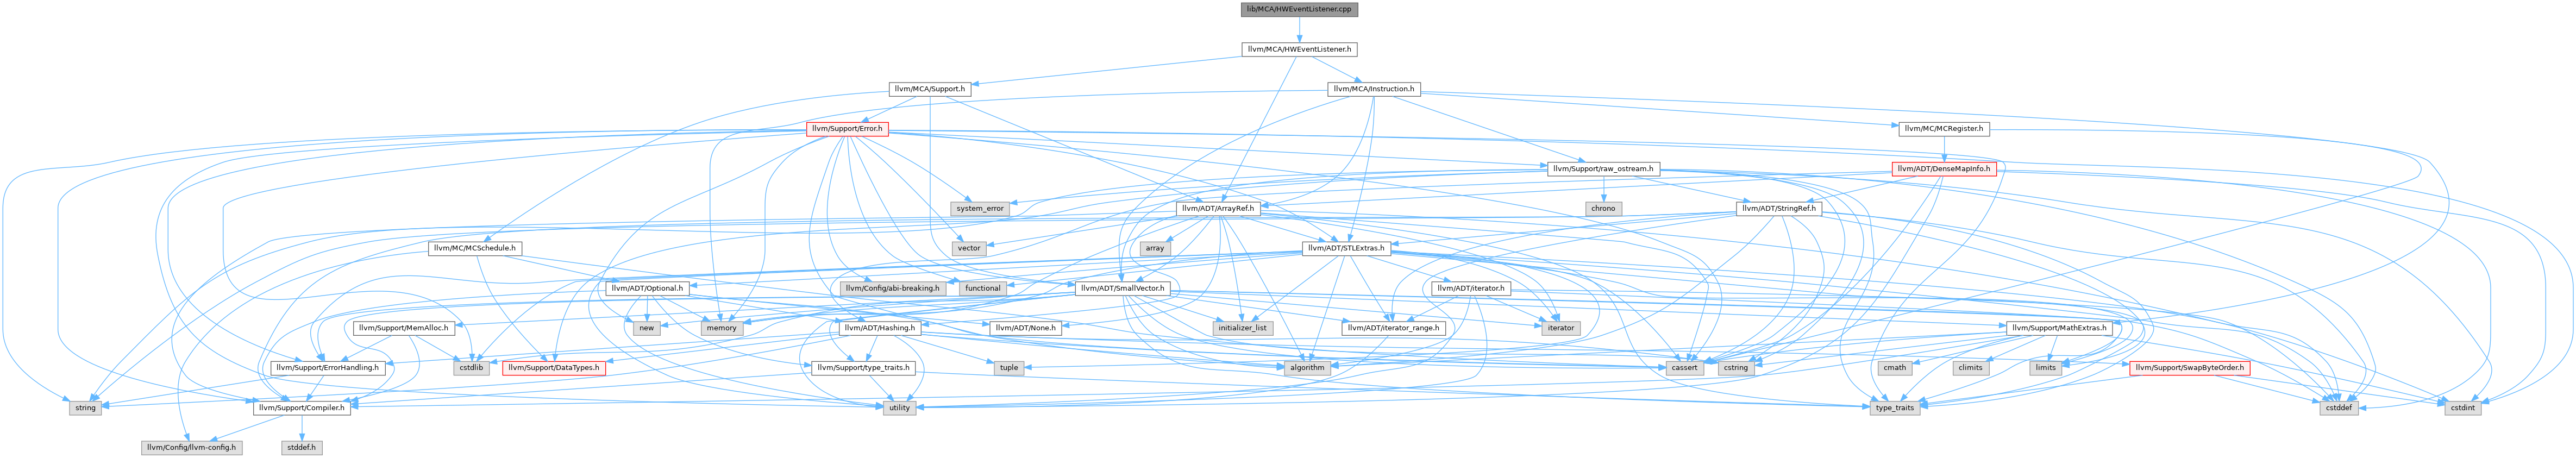 lib/MCA/HWEventListener.cpp
llvm/MCA/HWEventListener.h
llvm/MCA/Support.h
llvm/MCA/Instruction.h
llvm/Support/Error.h
llvm/MC/MCRegister.h
llvm/Support/raw_ostream.h
llvm/ADT/DenseMapInfo.h
system_error
llvm/ADT/ArrayRef.h
chrono
llvm/ADT/StringRef.h
llvm/MC/MCSchedule.h
vector
array
llvm/ADT/STLExtras.h
llvm/ADT/Optional.h
llvm/Config/abi-breaking.h
functional
llvm/ADT/SmallVector.h
llvm/ADT/iterator.h
llvm/Support/MemAlloc.h
new
memory
llvm/ADT/Hashing.h
llvm/ADT/None.h
initializer_list
llvm/ADT/iterator_range.h
iterator
llvm/Support/MathExtras.h
llvm/Support/ErrorHandling.h
cstdlib
llvm/Support/DataTypes.h
llvm/Support/type_traits.h
tuple
algorithm
cassert
cstring
cmath
climits
limits
llvm/Support/SwapByteOrder.h
string
llvm/Support/Compiler.h
utility
type_traits
cstddef
cstdint
llvm/Config/llvm-config.h
stddef.h